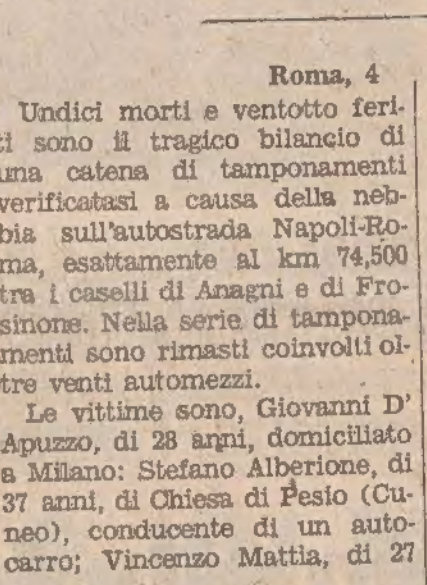 Roma, 4
Undici morti e ventotto feri-
ti sono il tragico bilancio di
una catena di tamponamenti
verificatasi a causa della neb-
bia sull'autostrada Napoli-Ro-
ma, esattamente al km 74,500
tra i caselli di Anagni e di Fro-
sinone. Nella serie di tampona-
menti sono rimasti coinvolti ol-
tre venti automezzi.
Le vittime sono, Giovanni D'
Apuzzo, di 28 anni, domiciliato
a Milano: Stefano Alberione, di
37 anni, di Chiesa di Pesio (Cu-
neo), conducente di un auto-
carro; Vincenzo Mattia, di 27